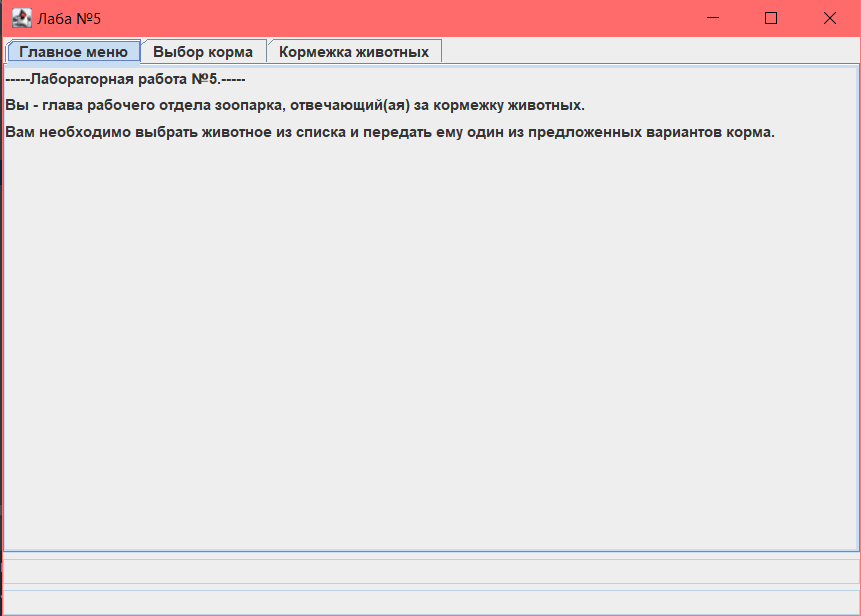 Лаба №5
Главное меню
Выбор корма
Кормежка животных
-----Лабораторная работа №5.-----
Вы - глава рабочего отдела зоопарка, отвечающий(ая) за кормежку животных.
Вам необходимо выбрать животное из списка и передать ему один из предложенных вариантов корма.